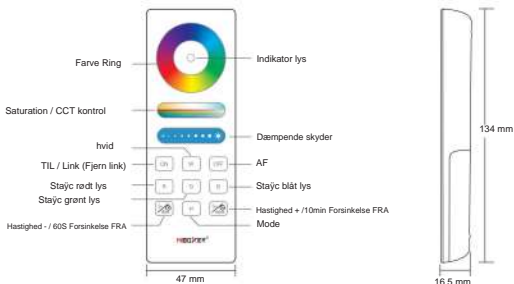 Farve Ring
Indikator lys
Saturation / CCT kontrol
134 mm
Dæmpende skyder
hvid
TIL / Link (Fjern link)
ON
W
OFF
AF
Staÿc rødt lys
R
G
B
Staÿc blåt lys
Staÿc grønt lys
Hastighed - / 60S Forsinkelse FRA
M
Hastighed + /10min Forsinkelse FRA
Mode
47 mm
16.5 mm